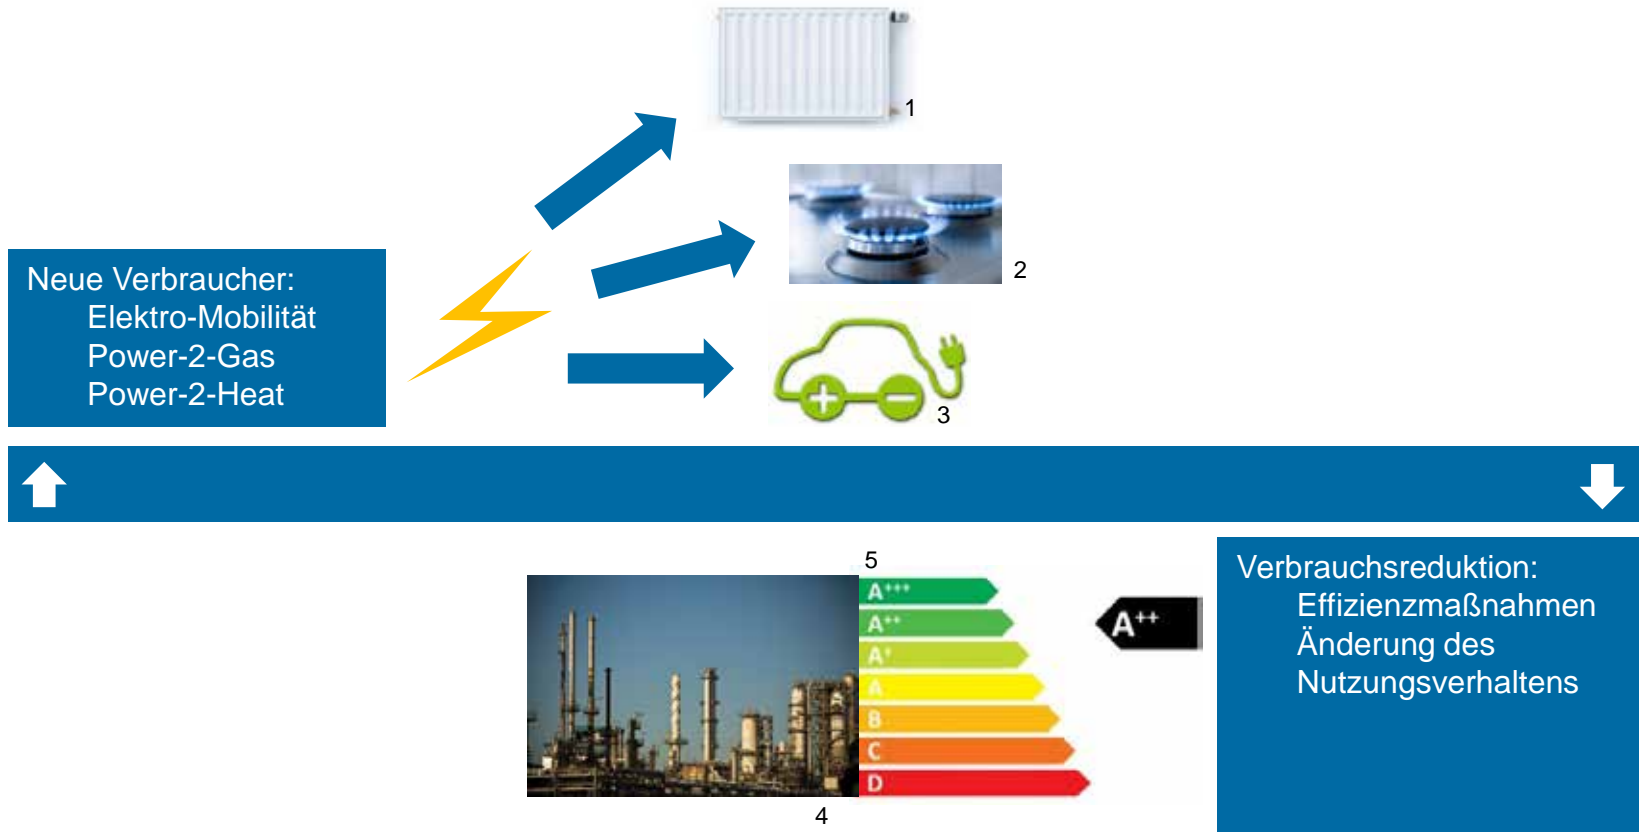 1
2
Neue Verbraucher:
Elektro-Mobilität
Power-2-Gas
Power-2-Heat
3
5
A+++
A++
A+
A
B
C
D
A++
4
Verbrauchsreduktion:
Effizienzmaßnahmen
Änderung des
Nutzungsverhaltens